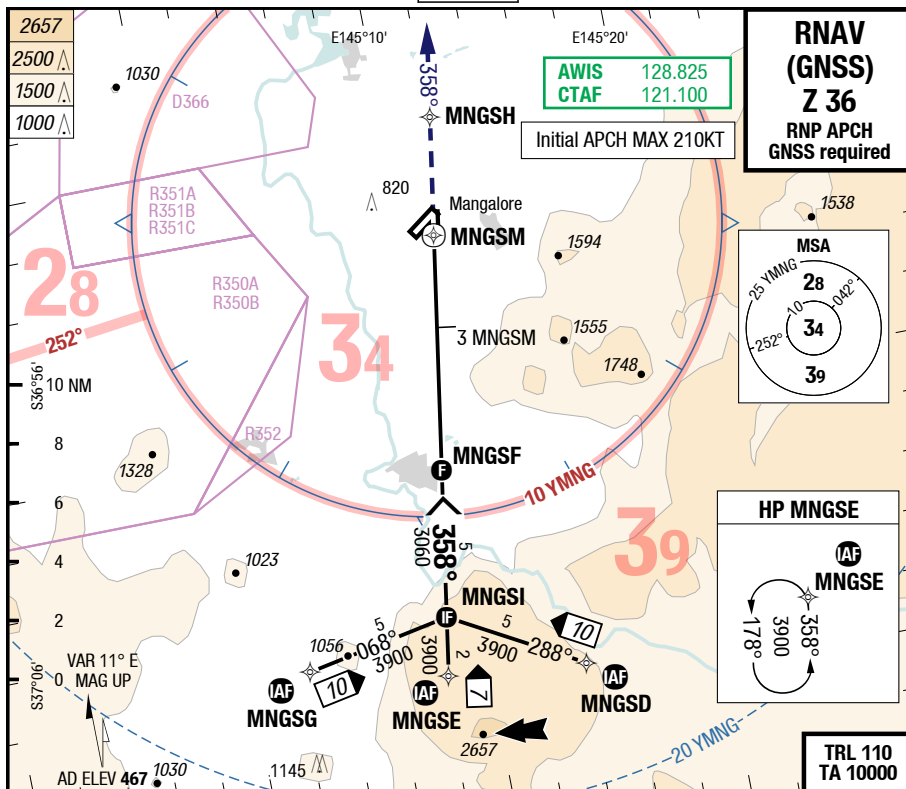 2657
2500
1500
1000
1030
D366
E145°10'
E145°20'
AWIS 128.825
CTAF 121.100
Initial APCH MAX 210KT
RNAV
(GNSS)
Z 36
RNP APCH
GNSS required
358°
MNGSH
820
Mangalore
MNGSM
R351A
R351B
R351C
R350A
R350B
28
252°
34
3 MNGSM
1594
1555
1748
1538
MSA
25 YMNG
28
10
042°
34
252°
39
S36°56'
10 NM
8
6
4
2
0
S37°06'
R352
1328
1023
MNGSF
F
10 YMNG
39
5
358°
3060
MNGSI
IF
HP MNGSE
IAF
MNGSE
178°
3900
358°
1056
5
068°
3900
10
IAF
MNGSG
3900
2
7
IAF
MNGSE
5
3900
288°
10
IAF
MNGSD
VAR 11° E
MAG UP
AD ELEV 467
1030
1145
2657
20 YMNG
TRL 110
TA 10000